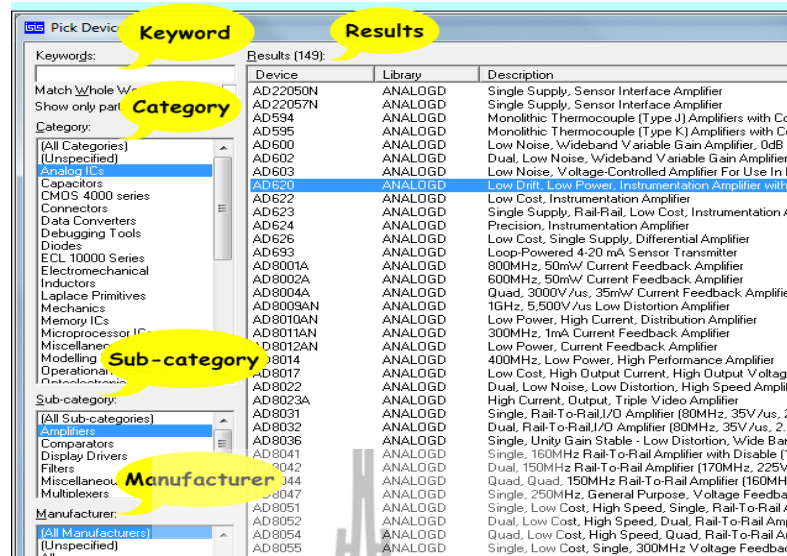 ISIS Pick Devic
Keyword
Results
Keywords:
Results (149):
Match Whole W
Show only part
Category
Category:
(All Categories)
(Unspecified)
Analog ICs
Capacitors
CMOS 4000 series
Connectors
Data Converters
Debugging Tools
Diodes
ECL 10000 Series
Electromechanical
Inductors
Laplace Primitives
Mechanics
Memory ICs
Microprocessor ICs
Miscellane
Modelling
Operationa
Sub-category
Sub-category:
(All Sub-categories)
Amplifiers
Comparators
Display Drivers
Filters
Miscellaneou
Multiplexers
Manufacturer
Manufacturer:
(All Manufacturers)
(Unspecified)
Device Library Description
AD22050N ANALOGD Single Supply, Sensor Interface Amplifier
AD22057N ANALOGD Single Supply, Sensor Interface Amplifier
AD594 ANALOGD Monolithic Thermocouple (Type J) Amplifiers with Co
AD595 ANALOGD Monolithic Thermocouple (Type K) Amplifiers with C
AD600 ANALOGD Low Noise, Wideband Variable Gain Amplifier, 0dB
AD602 ANALOGD Dual, Low Noise, Wideband Variable Gain Amplifier
AD603 ANALOGD Low Noise, Voltage-Controlled Amplifier For Use In
AD620 ANALOGD Low Drift, Low Power, Instrumentation Amplifier with
AD622 ANALOGD Low Cost, Instrumentation Amplifier
AD623 ANALOGD Single Supply, Rail-Rail, Low Cost, Instrumentation A
AD624 ANALOGD Precision, Instrumentation Amplifier
AD626 ANALOGD Low Cost, Single Supply, Differential Amplifier
AD693 ANALOGD Loop-Powered 4-20 mA Sensor Transmitter
AD8001A ANALOGD 800MHz, 50mW Current Feedback Amplifier
AD8002A ANALOGD 600MHz, 50mW Current Feedback Amplifier
AD8004A ANALOGD Quad, 3000V/us, 35mW Current Feedback Amplifie
AD8009AN ANALOGD 1GHz, 5,500V/us Low Distortion Amplifier
AD8010AN ANALOGD Low Power, High Current, Distribution Amplifier
AD8011AN ANALOGD 300MHz, 1mA Current Feedback Amplifier
AD8012AN ANALOGD Low Power, Current Feedback Amplifier
AD8014 ANALOGD 400MHz, Low Power, High Performance Amplifier
AD8017 ANALOGD Low Cost, High Output Current, High Output Voltag
AD8022 ANALOGD Dual, Low Noise, Low Distortion, High Speed Ampli
AD8023A ANALOGD High Current, Output, Triple Video Amplifier
AD8031 ANALOGD Single, Rail-To-Rail,I/O Amplifier (80MHz, 35V/us, 2
AD8032 ANALOGD Dual, Rail-To-Rail,I/O Amplifier (80MHz, 35V/us, 2.
AD8036 ANALOGD Single, Unity Gain Stable - Low Distortion, Wide Ban
AD8041 ANALOGD Single, 160MHz Rail-To-Rail Amplifier with Disable (
8042 ANALOGD Dual, 150MHz Rail-To-Rail Amplifier (170MHz, 225V
44 ANALOGD Quad, Quad, 150MHz Rail-To-Rail Amplifier (160MH
8047 ANALOGD Single, 250MHz, General Purpose, Voltage Feedba
AD8051 ANALOGD Single, Low Cost, High Speed, Single, Rail-To-Rail A
AD8052 ANALOGD Dual, Low Cost, High Speed, Dual, Rail-To-Rail Am
AD8054 ANALOGD Quad, Low Cost, High Speed, Quad, Rail-To-Rail A
AD8055 ANALOGD Single, Low Cost, Single, 300MHz Voltage Feedbac